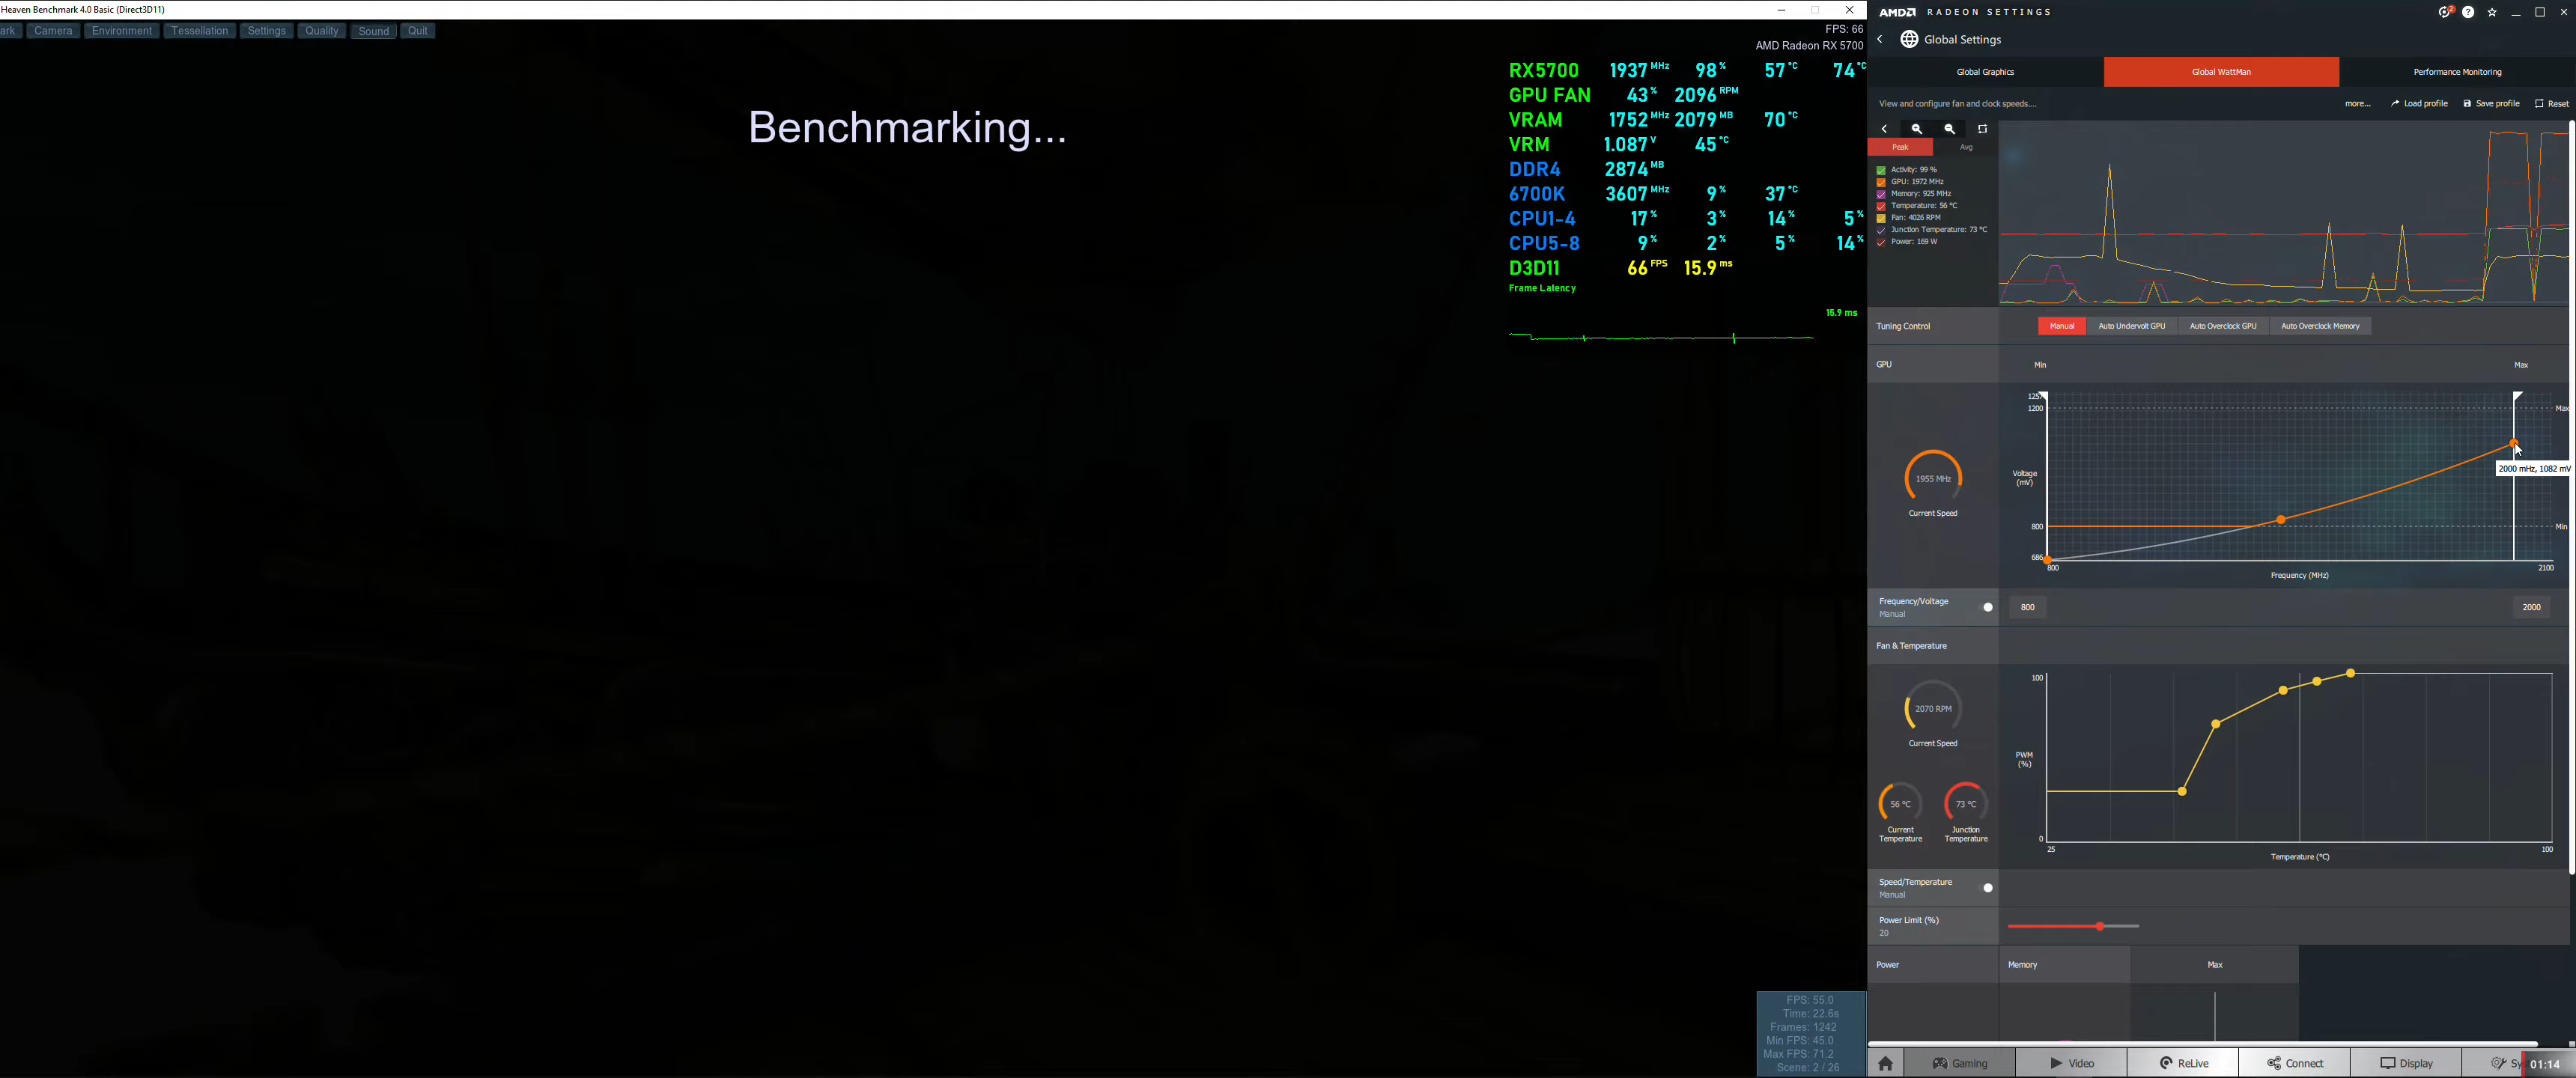 Heaven Benchmark 4.0 Basic (Direct3D11)
ark Camera Environment Tessellation Settings Quality Sound Quit
FPS: 66
AMD Radeon RX 5700
Benchmarking...
RX5700 1937 MHz 98 % 57 °C 74 °C
GPU FAN 43 % 2096 RPM
VRAM 1752 MHz 2079 MB 70 °C
VRM 1.087 V 45 °C
DDR4 2874 MB
6700K 3607 MHz 9 % 37 °C
CPU1-4 17 % 3 % 14 % 5 %
CPU5-8 9 % 2 % 5 % 14 %
D3D11 66 FPS 15.9 ms
Frame Latency
15.9 ms
FPS: 55.0
Time: 22.6s
Frames: 1242
Min FPS: 45.0
Max FPS: 71.2
Scene: 2 / 26
AMD RADEON SETTINGS
2 ?
Global Settings
Global Graphics Global WattMan Performance Monitoring
View and configure fan and clock speeds.... more... Load profile Save profile Reset
Peak Avg
Activity: 99 %
GPU: 1972 MHz
Memory: 925 MHz
Temperature: 56 °C
Fan: 4026 RPM
Junction Temperature: 73 °C
Power: 169 W
Tuning Control Manual Auto Undervolt GPU Auto Overclock GPU Auto Overclock Memory
GPU Min Max
1257
1200 Max
Voltage
(mV)
2000 mHz, 1082 mV
1955 MHz
Current Speed
800 Min
686
800 2100
Frequency (MHz)
Frequency/Voltage
Manual
800 2000
Fan & Temperature
100
2070 RPM
Current Speed
PWM
(%)
56 °C 73 °C
Current
Temperature
Junction
Temperature
0
25 100
Temperature (°C)
Speed/Temperature
Manual
Power Limit (%)
20
Power Memory Max
Gaming Video ReLive Connect Display Sy
01:14